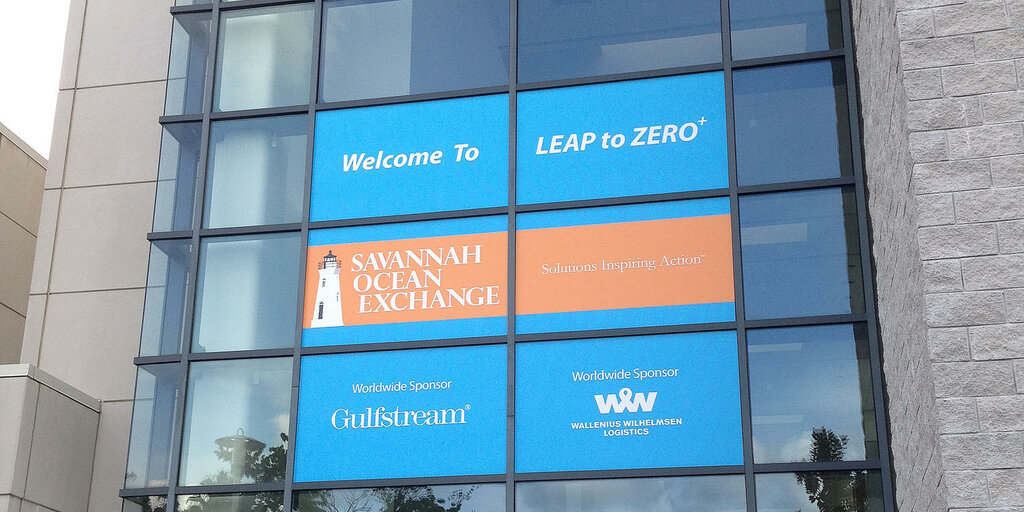 Welcome To
LEAP to ZERO+
SAVANNAH
OCEAN
EXCHANGE
Solutions Inspiring Action™
Worldwide Sponsor
Gulfstream®
Worldwide Sponsor
W&W
WALLENIUS WILHELMSEN
LOGISTICS